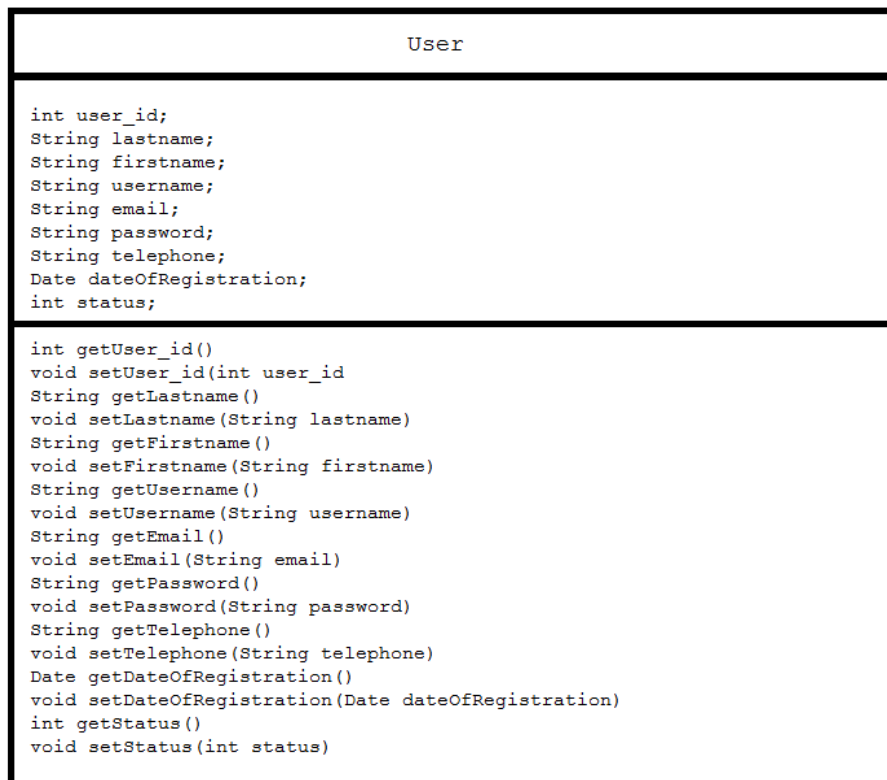 User
int user_id;
String lastname;
String firstname;
String username;
String email;
String password;
String telephone;
Date dateOfRegistration;
int status;
int getUser_id()
void setUser_id(int user_id
String getLastname()
void setLastname(String lastname)
String getFirstname()
void setFirstname(String firstname)
String getUsername()
void setUsername(String username)
String getEmail()
void setEmail(String email)
String getPassword()
void setPassword(String password)
String getTelephone()
void setTelephone(String telephone)
Date getDateOfRegistration()
void setDateOfRegistration(Date dateOfRegistration)
int getStatus()
void setStatus(int status)